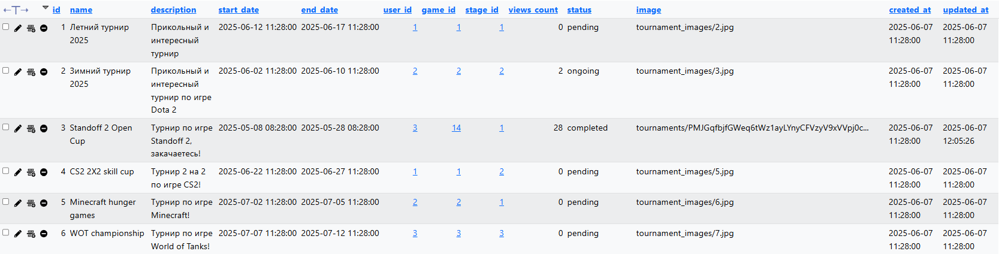 ←T→ id name description start_date end_date user_id game_id stage_id views_count status image created_at updated_at
1 Летний турнир Прикольный и 2025-06-12 11:28:00 2025-06-17 11:28:00 1 1 1 0 pending tournament_images/2.jpg 2025-06-07 2025-06-07
2025 интересный 11:28:00 11:28:00
турнир
2 Зимний турнир Прикольный и 2025-06-02 11:28:00 2025-06-10 11:28:00 2 2 2 2 ongoing tournament_images/3.jpg 2025-06-07 2025-06-07
2025 интересный 11:28:00 11:28:00
турнир по игре
Dota 2
3 Standoff 2 Open Турнир по игре 2025-05-08 08:28:00 2025-05-28 08:28:00 3 14 1 28 completed tournaments/PMJGqfbjfGWeq6tWz1ayLYnyCFVzyV9xVVpj0c... 2025-06-07 2025-06-07
Cup Standoff 2, 11:28:00 12:05:26
закачаетесь!
4 CS2 2X2 skill cup Турнир 2 на 2 2025-06-22 11:28:00 2025-06-27 11:28:00 1 1 2 0 pending tournament_images/5.jpg 2025-06-07 2025-06-07
по игре CS2! 11:28:00 11:28:00
5 Minecraft hunger Турнир по игре 2025-07-02 11:28:00 2025-07-05 11:28:00 2 2 1 0 pending tournament_images/6.jpg 2025-06-07 2025-06-07
games Minecraft! 11:28:00 11:28:00
6 WOT championship Турнир по игре 2025-07-07 11:28:00 2025-07-12 11:28:00 3 3 3 0 pending tournament_images/7.jpg 2025-06-07 2025-06-07
World of Tanks! 11:28:00 11:28:00